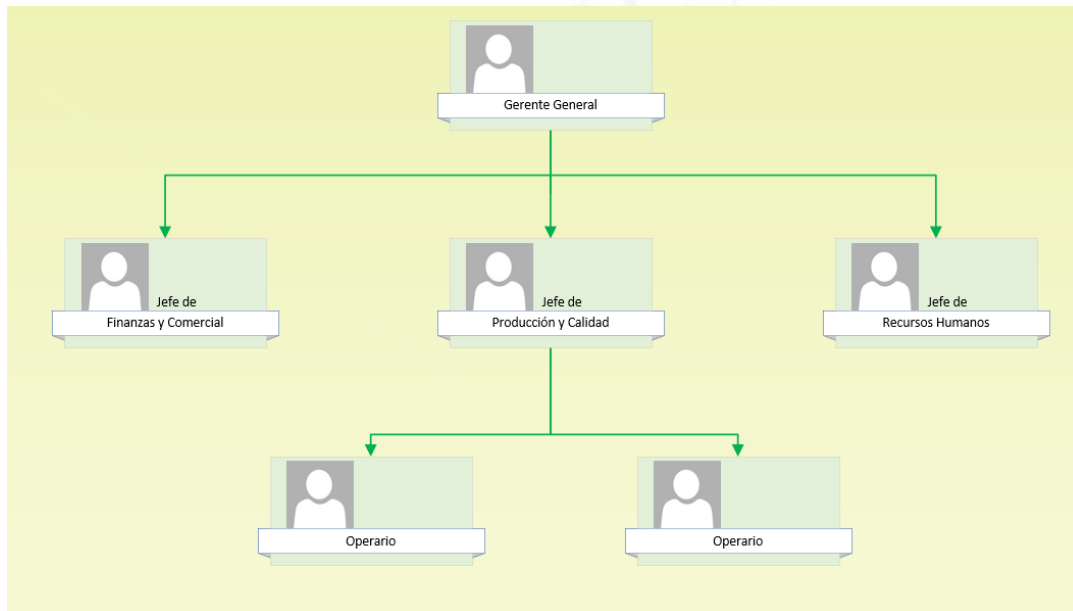 Gerente General
Jefe de
Finanzas y Comercial
Jefe de
Producción y Calidad
Jefe de
Recursos Humanos
Operario
Operario